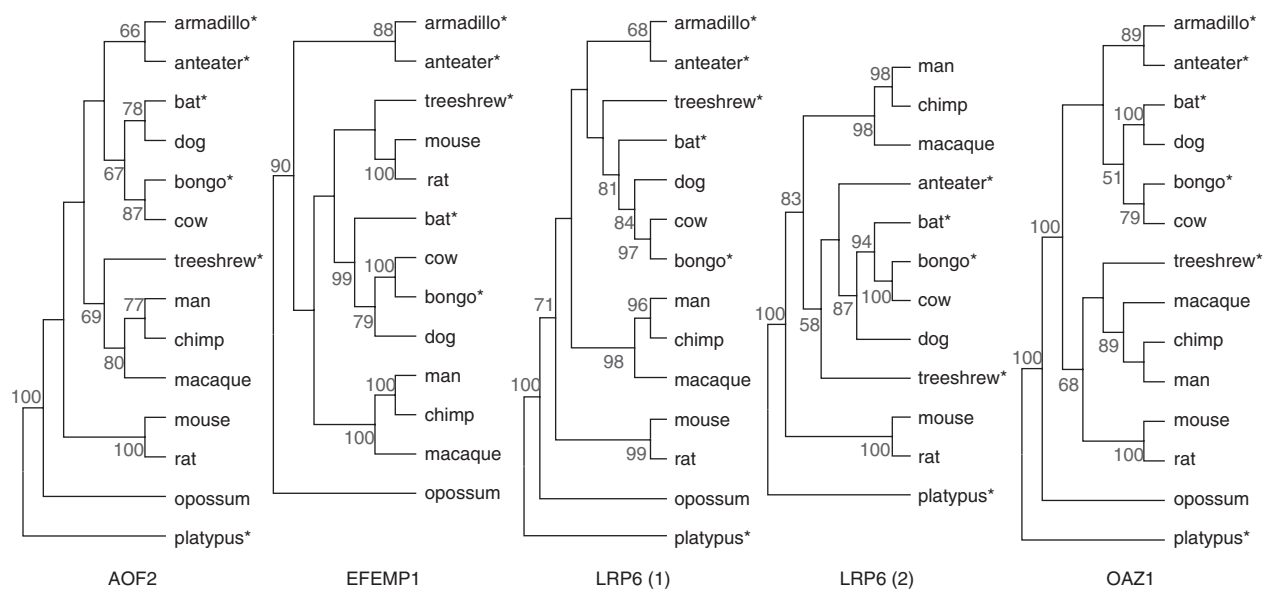 armadillo*
66
anteater*
bat*
78
dog
67
bongo*
87
cow
treeshrew*
man
77
69
chimp
80
macaque
100
mouse
100
rat
opossum
platypus*
AOF2
armadillo*
88
anteater*
treeshrew*
mouse
90
100
rat
bat*
cow
99
100
bongo*
79
dog
man
100
chimp
100
macaque
opossum
EFEMP1
armadillo*
68
anteater*
treeshrew*
bat*
81
dog
84
cow
97
bongo*
71
man
96
chimp
98
macaque
100
mouse
99
rat
opossum
platypus*
LRP6 (1)
man
98
chimp
98
macaque
83
anteater*
bat*
94
bongo*
100
cow
100
58
87
dog
treeshrew*
mouse
100
rat
platypus*
LRP6 (2)
armadillo*
89
anteater*
bat*
100
dog
51
bongo*
79
cow
100
treeshrew*
macaque
89
chimp
100
68
man
mouse
100
rat
opossum
platypus*
OAZ1